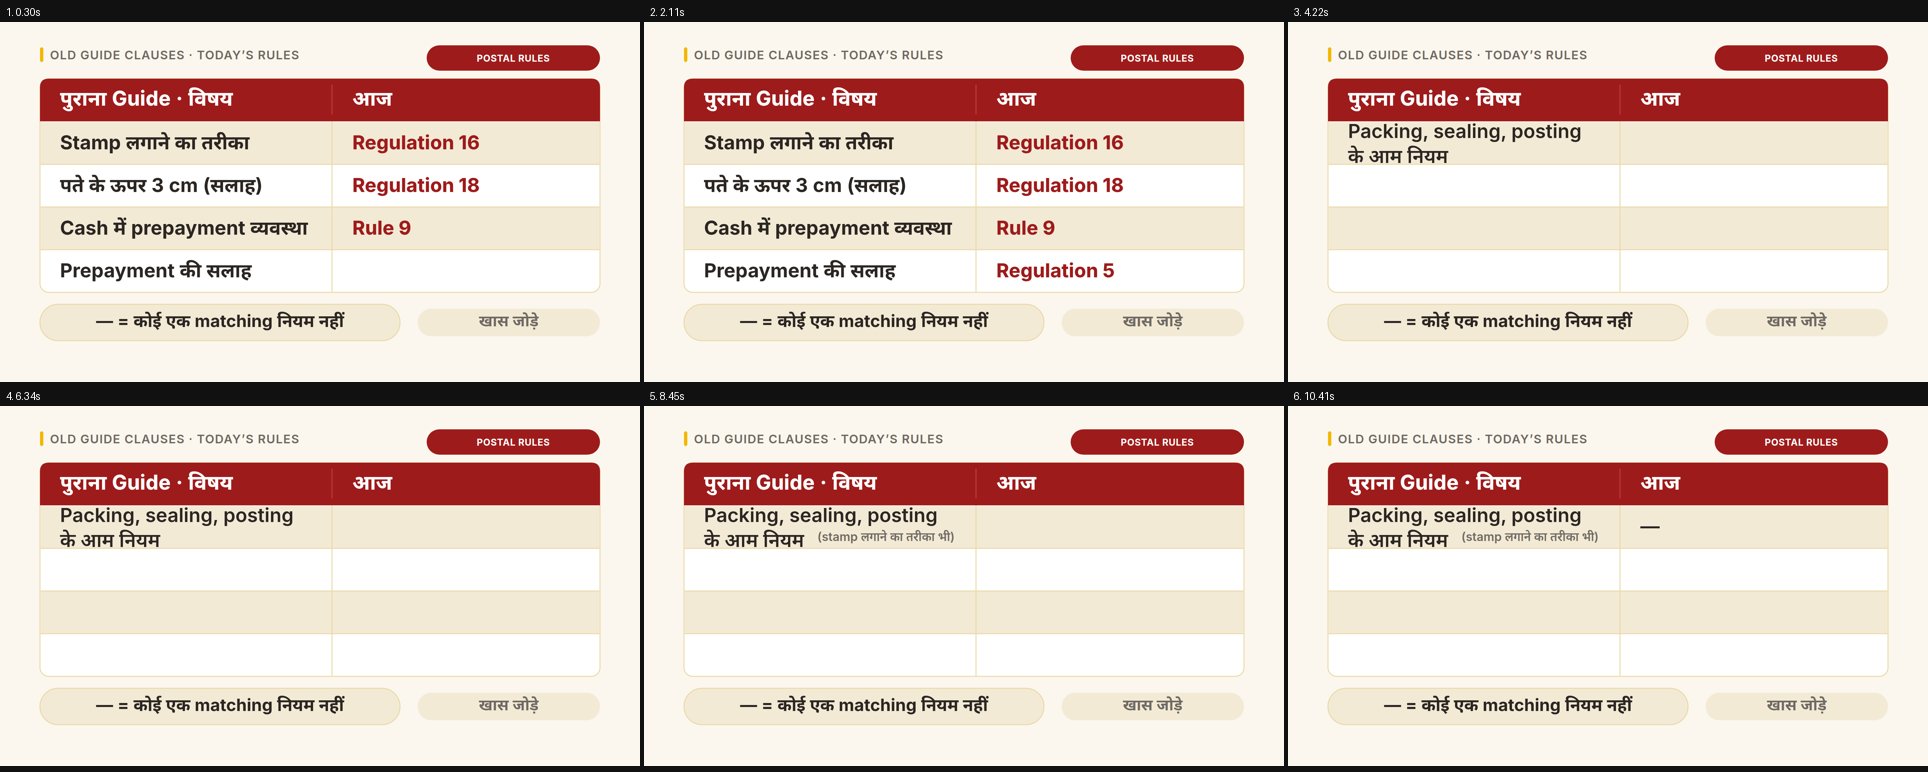 1. 0.30s
OLD GUIDE CLAUSES · TODAY’S RULES
POSTAL RULES
पुराना Guide · विषय
आज
Stamp लगाने का तरीका
Regulation 16
पते के ऊपर 3 cm (सलाह)
Regulation 18
Cash में prepayment व्यवस्था
Rule 9
Prepayment की सलाह
— = कोई एक matching नियम नहीं
खास जोड़े
2. 2.11s
OLD GUIDE CLAUSES · TODAY’S RULES
POSTAL RULES
पुराना Guide · विषय
आज
Stamp लगाने का तरीका
Regulation 16
पते के ऊपर 3 cm (सलाह)
Regulation 18
Cash में prepayment व्यवस्था
Rule 9
Prepayment की सलाह
Regulation 5
— = कोई एक matching नियम नहीं
खास जोड़े
3. 4.22s
OLD GUIDE CLAUSES · TODAY’S RULES
POSTAL RULES
पुराना Guide · विषय
आज
Packing, sealing, posting
के आम नियम
— = कोई एक matching नियम नहीं
खास जोड़े
4. 6.34s
OLD GUIDE CLAUSES · TODAY’S RULES
POSTAL RULES
पुराना Guide · विषय
आज
Packing, sealing, posting
के आम नियम
— = कोई एक matching नियम नहीं
खास जोड़े
5. 8.45s
OLD GUIDE CLAUSES · TODAY’S RULES
POSTAL RULES
पुराना Guide · विषय
आज
Packing, sealing, posting
के आम नियम (stamp लगाने का तरीका भी)
— = कोई एक matching नियम नहीं
खास जोड़े
6. 10.41s
OLD GUIDE CLAUSES · TODAY’S RULES
POSTAL RULES
पुराना Guide · विषय
आज
Packing, sealing, posting
के आम नियम (stamp लगाने का तरीका भी)
—
— = कोई एक matching नियम नहीं
खास जोड़े